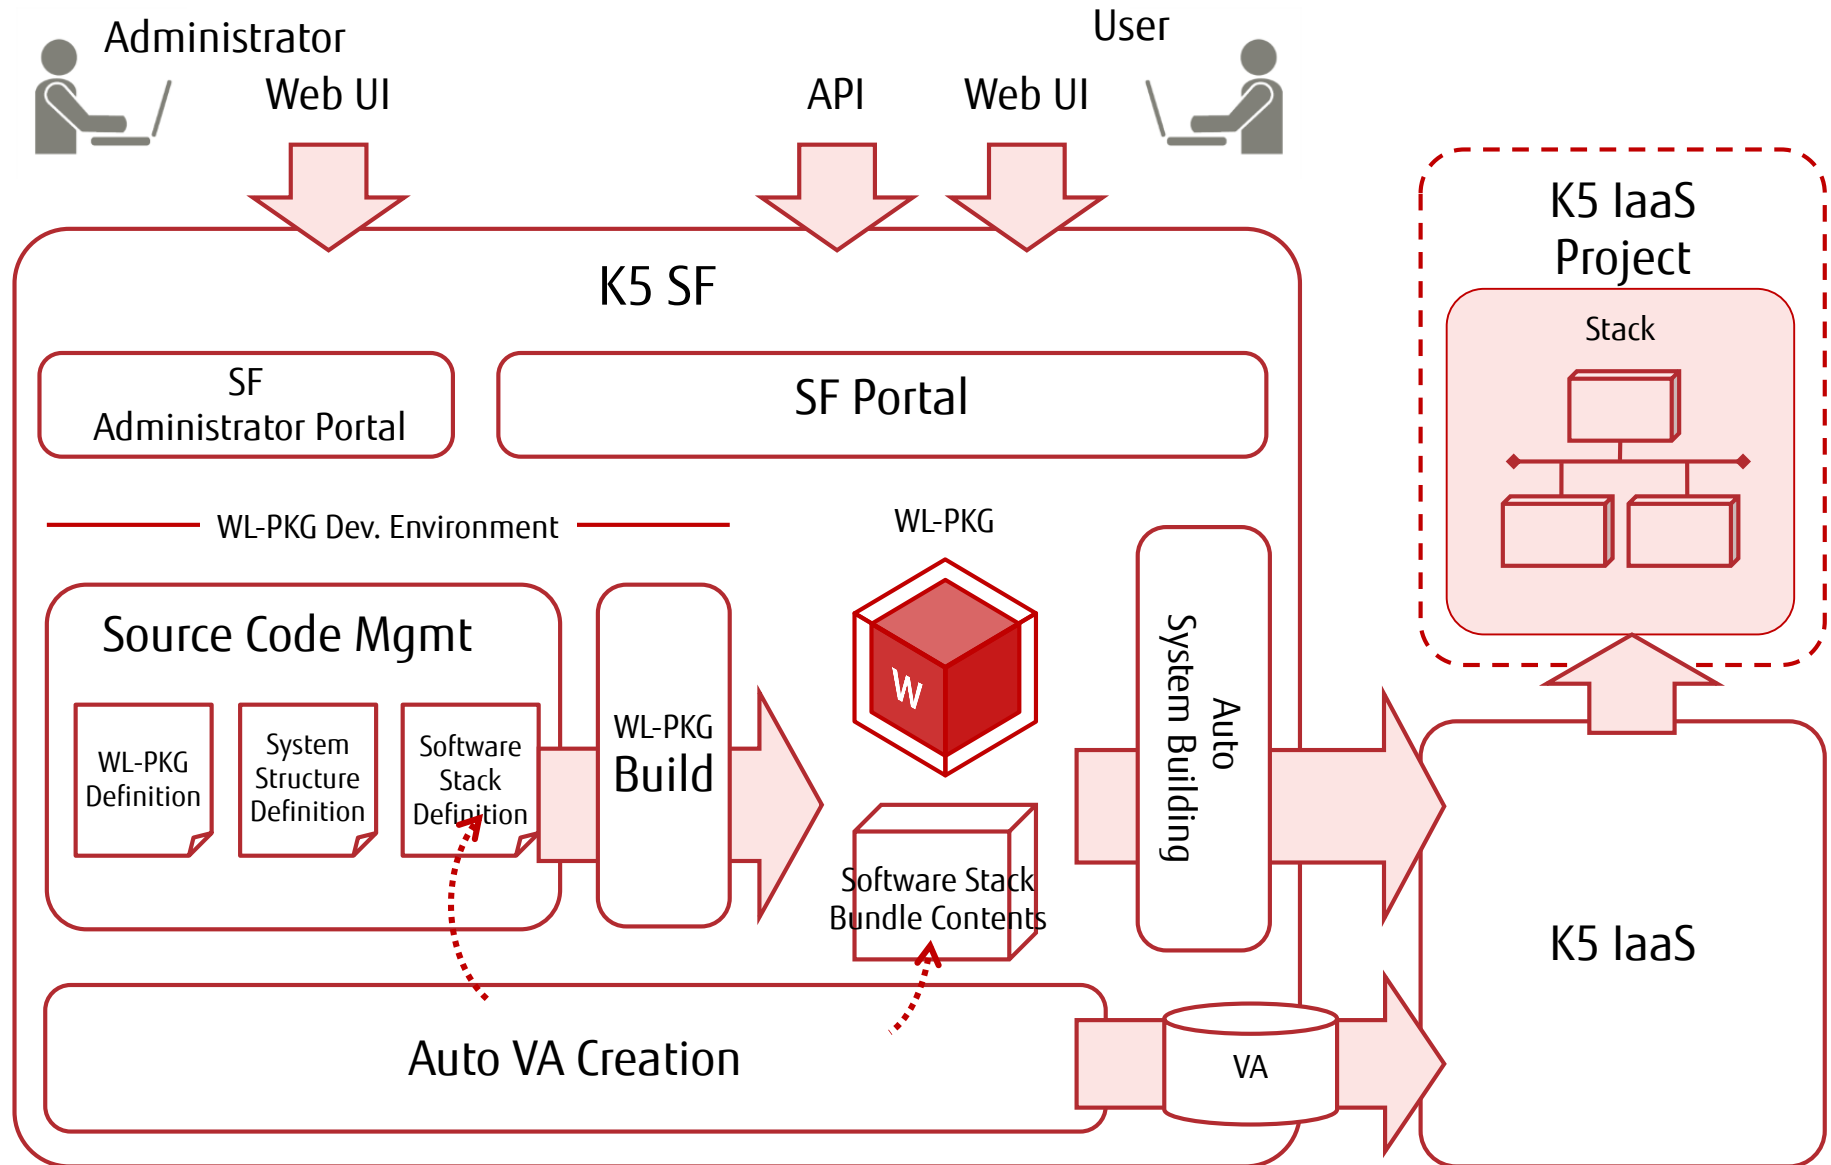 Administrator
Web UI
API
Web UI
User
K5 SF
SF
Administrator Portal
SF Portal
WL-PKG Dev. Environment
Source Code Mgmt
WL-PKG
Definition
System
Structure
Definition
Software
Stack
Definition
WL-PKG
Build
WL-PKG
W
Software Stack
Bundle Contents
Auto
System Building
Auto VA Creation
VA
K5 IaaS
Project
Stack
K5 IaaS